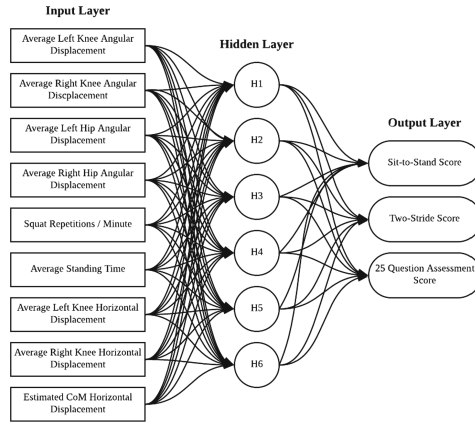 Input Layer
Average Left Knee Angular
Displacement
Average Right Knee Angular
Discplacement
Average Left Hip Angular
Displacement
Average Right Hip Angular
Displacement
Squat Repetitions / Minute
Average Standing Time
Average Left Knee Horizontal
Displacement
Average Right Knee Horizontal
Displacement
Estimated CoM Horizontal
Displacement
Hidden Layer
H1
H2
H3
H4
H5
H6
Output Layer
Sit-to-Stand Score
Two-Stride Score
25 Question Assessment
Score